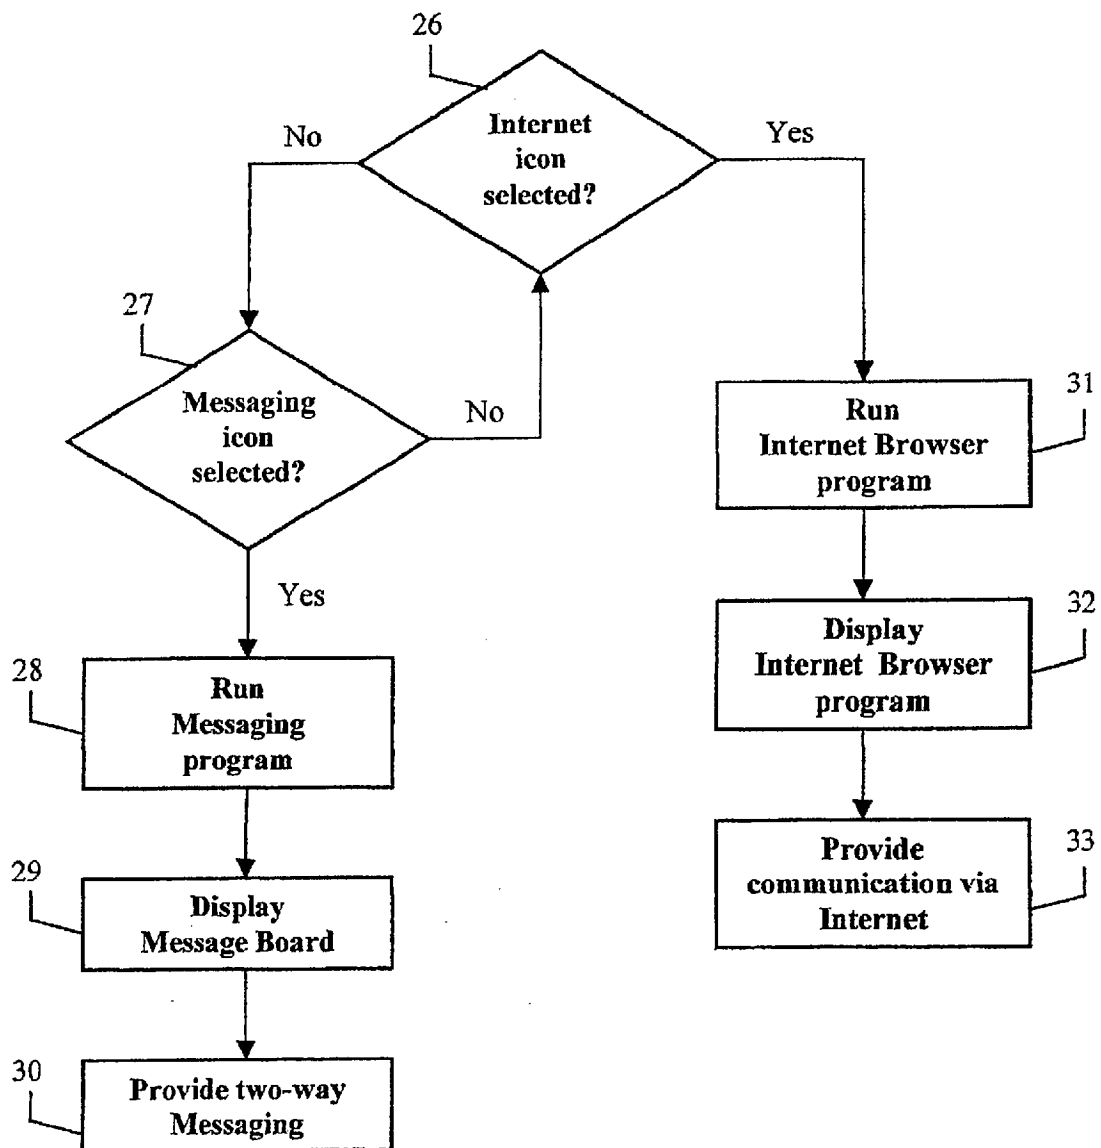 26
Internet
icon
selected?
No
Yes
27
Messaging
icon
selected?
No
Yes
28
Run
Messaging
program
29
Display
Message Board
30
Provide two-way
Messaging
31
Run
Internet Browser
program
32
Display
Internet Browser
program
33
Provide
communication via
Internet